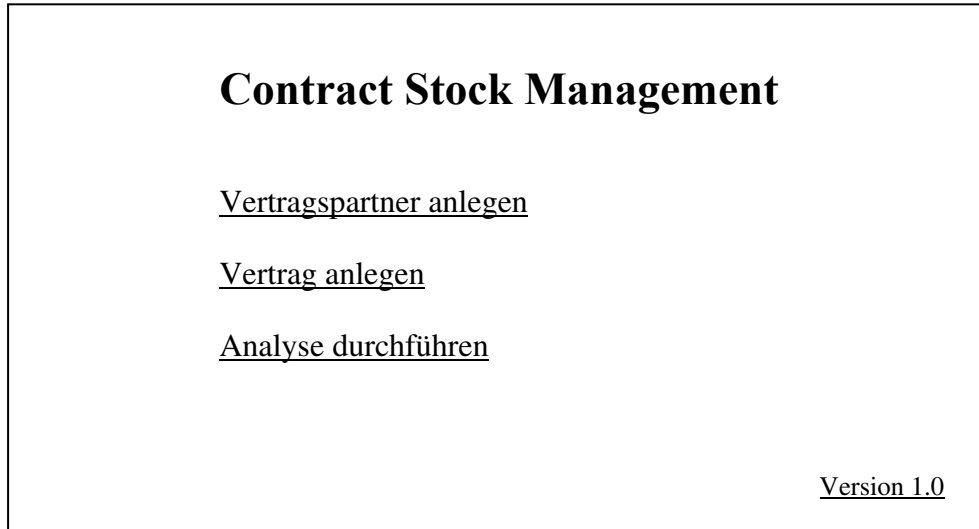 Contract Stock Management
Vertragspartner anlegen
Vertrag anlegen
Analyse durchführen
Version 1.0